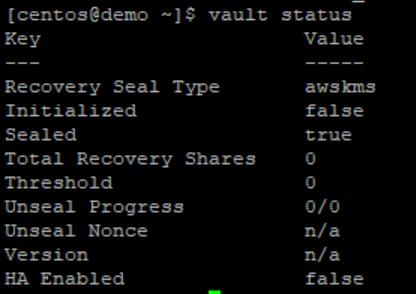 [centos@demo ~]$ vault status
Key                      Value
---                      -----
Recovery Seal Type       awskms
Initialized              false
Sealed                   true
Total Recovery Shares    0
Threshold                0
Unseal Progress          0/0
Unseal Nonce             n/a
Version                  n/a
HA Enabled               false